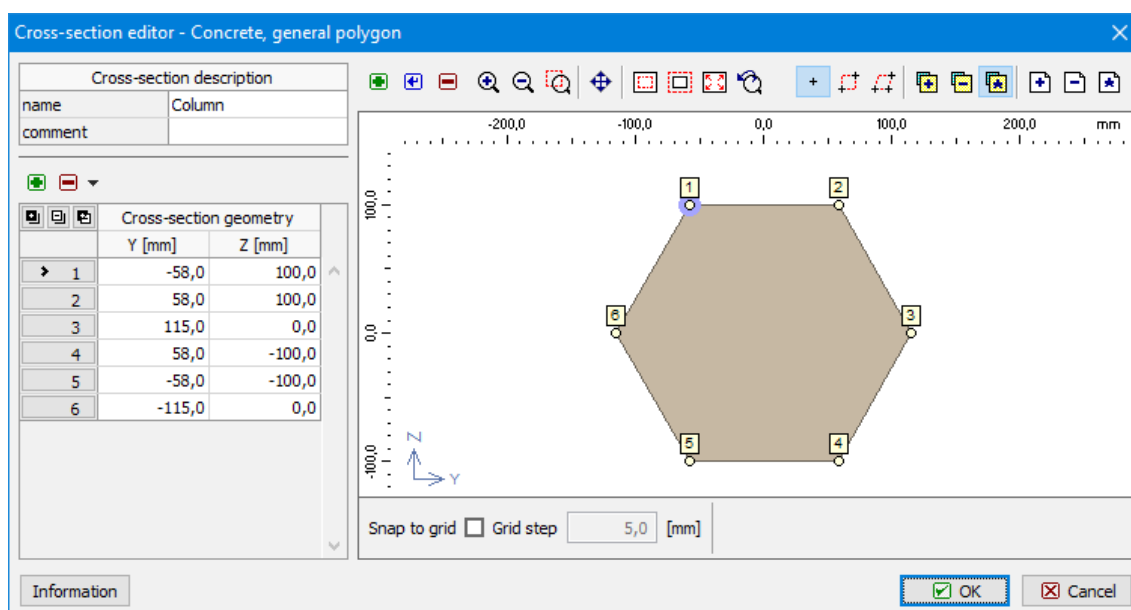 Cross-section editor - Concrete, general polygon
Cross-section description
name Column
comment
Cross-section geometry
Y [mm] Z [mm]
1 -58,0 100,0
2 58,0 100,0
3 115,0 0,0
4 58,0 -100,0
5 -58,0 -100,0
6 -115,0 0,0
-200,0 -100,0 0,0 100,0 200,0 mm
100,0
0,0
-100,0
1 2
6 3
5 4
Z
Y
Snap to grid Grid step 5,0 [mm]
Information OK Cancel